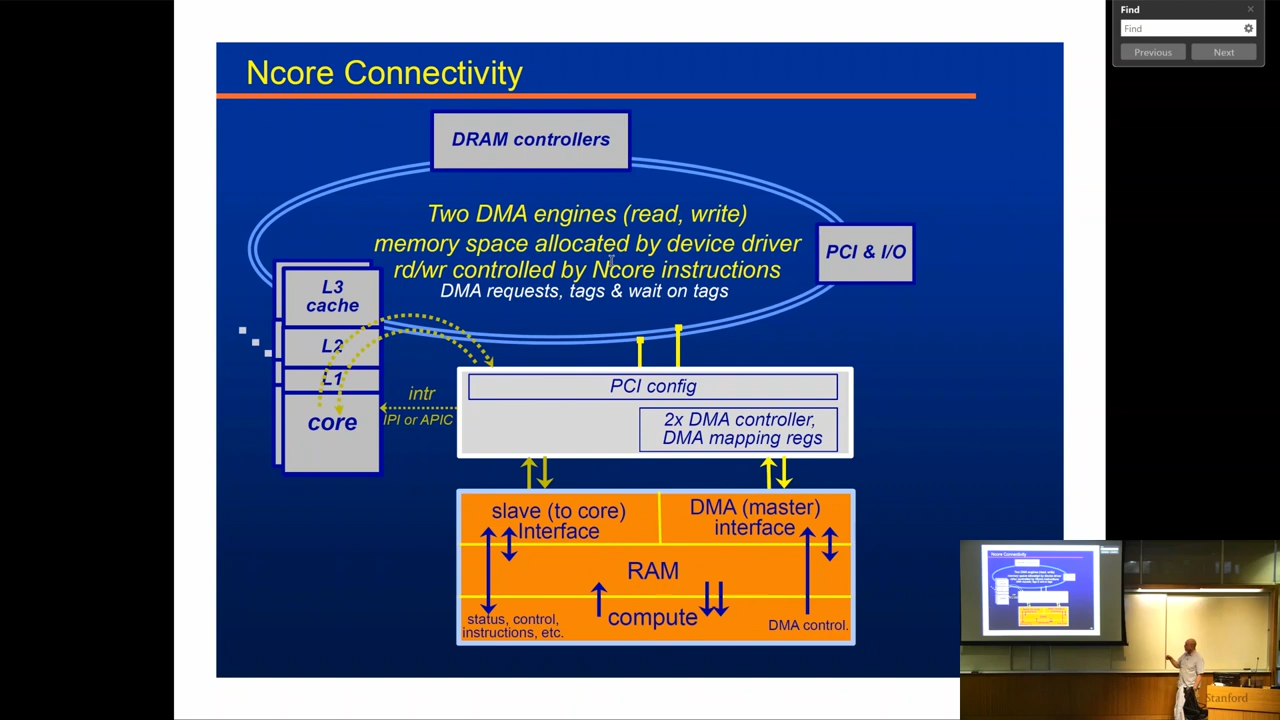 Ncore Connectivity
DRAM controllers
Two DMA engines (read, write)
memory space allocated by device driver
rd/wr controlled by Ncore instructions
DMA requests, tags & wait on tags
PCI & I/O
L3
cache
L2
L1
core
intr
IPI or APIC
PCI config
2x DMA controller,
DMA mapping regs
slave (to core)
Interface
DMA (master)
interface
RAM
compute
status, control,
instructions, etc.
DMA control.
Find
Find
Previous
Next
Ncore Connectivity
Stanford